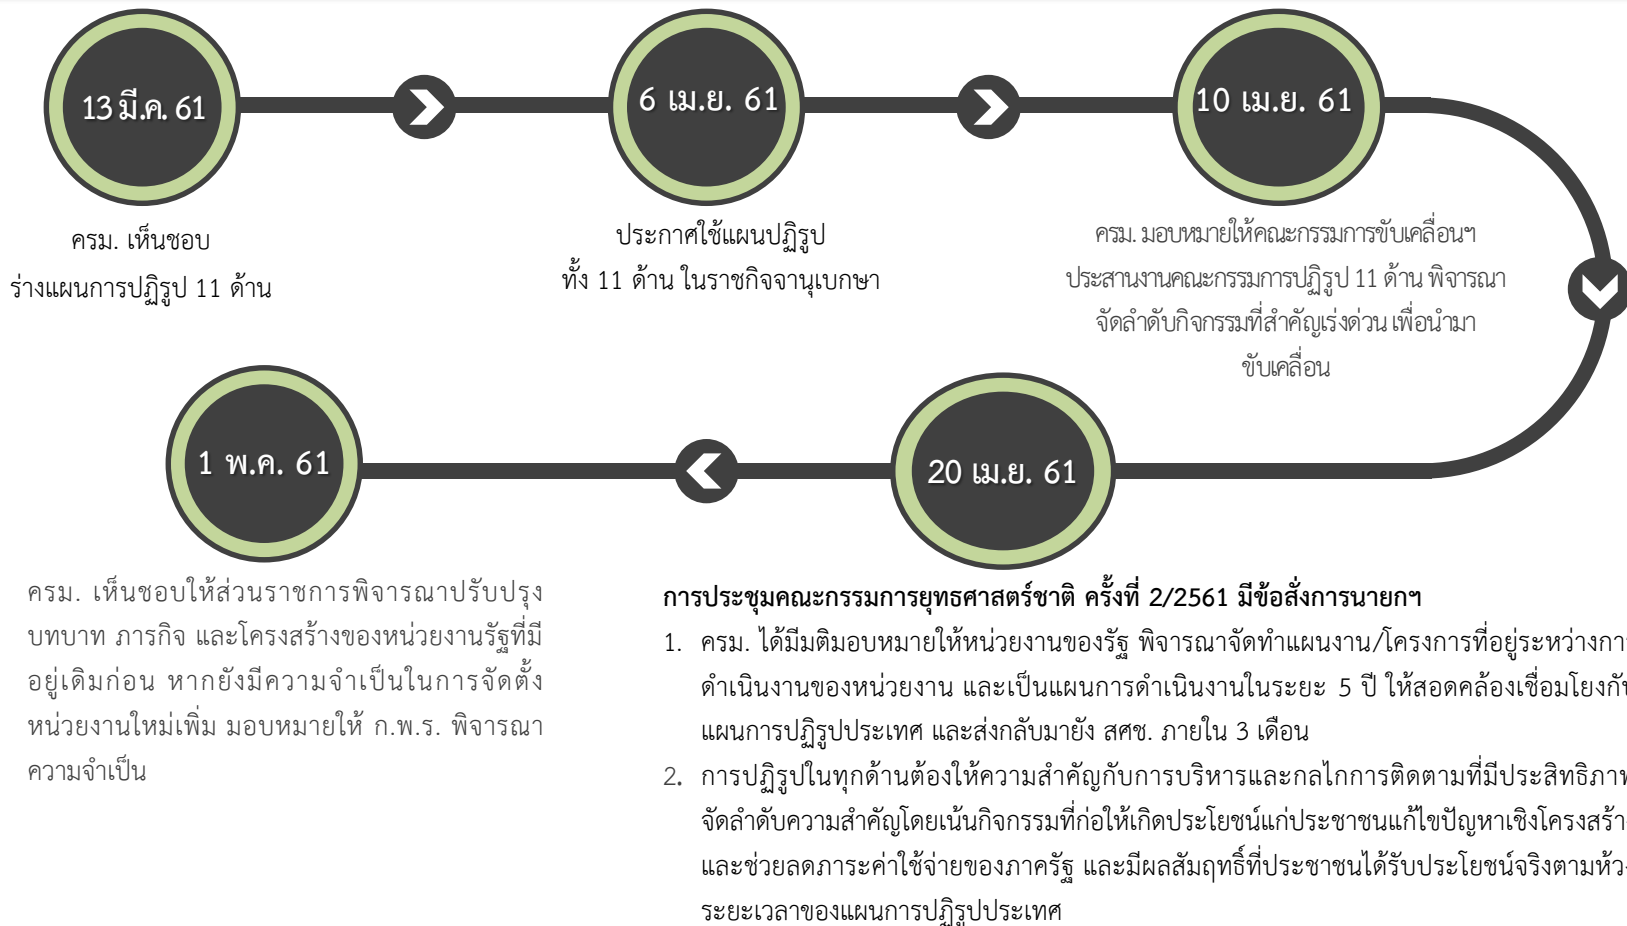 13 มี.ค. 61
6 เม.ย. 61
10 เม.ย. 61
ครม. เห็นชอบ
ร่างแผนการปฏิรูป 11 ด้าน
ประกาศใช้แผนปฏิรูป
ทั้ง 11 ด้าน ในราชกิจจานุเบกษา
ครม. มอบหมายให้คณะกรรมการขับเคลื่อนฯ
ประสานงานคณะกรรมการปฏิรูป 11 ด้าน พิจารณา
จัดลำดับกิจกรรมที่สำคัญเร่งด่วน เพื่อนำมา
ขับเคลื่อน
20 เม.ย. 61
การประชุมคณะกรรมการยุทธศาสตร์ชาติ ครั้งที่ 2/2561 มีข้อสั่งการนายกฯ
1. ครม. ได้มีมติมอบหมายให้หน่วยงานของรัฐ พิจารณาจัดทำแผนงาน/โครงการที่อยู่ระหว่างการ
ดำเนินงานของหน่วยงาน และเป็นแผนการดำเนินงานในระยะ 5 ปี ให้สอดคล้องเชื่อมโยงกับ
แผนการปฏิรูปประเทศ และส่งกลับมายัง สศช. ภายใน 3 เดือน
2. การปฏิรูปในทุกด้านต้องให้ความสำคัญกับการบริหารและกลไกการติดตามที่มีประสิทธิภาพ
จัดลำดับความสำคัญโดยเน้นกิจกรรมที่ก่อให้เกิดประโยชน์แก่ประชาชนแก้ไขปัญหาเชิงโครงสร้าง
และช่วยลดภาระค่าใช้จ่ายของภาครัฐ และมีผลสัมฤทธิ์ที่ประชาชนได้รับประโยชน์จริงตามห้วง
ระยะเวลาของแผนการปฏิรูปประเทศ
1 พ.ค. 61
ครม. เห็นชอบให้ส่วนราชการพิจารณาปรับปรุง
บทบาท ภารกิจ และโครงสร้างของหน่วยงานรัฐที่มี
อยู่เดิมก่อน หากยังมีความจำเป็นในการจัดตั้ง
หน่วยงานใหม่เพิ่ม มอบหมายให้ ก.พ.ร. พิจารณา
ความจำเป็น